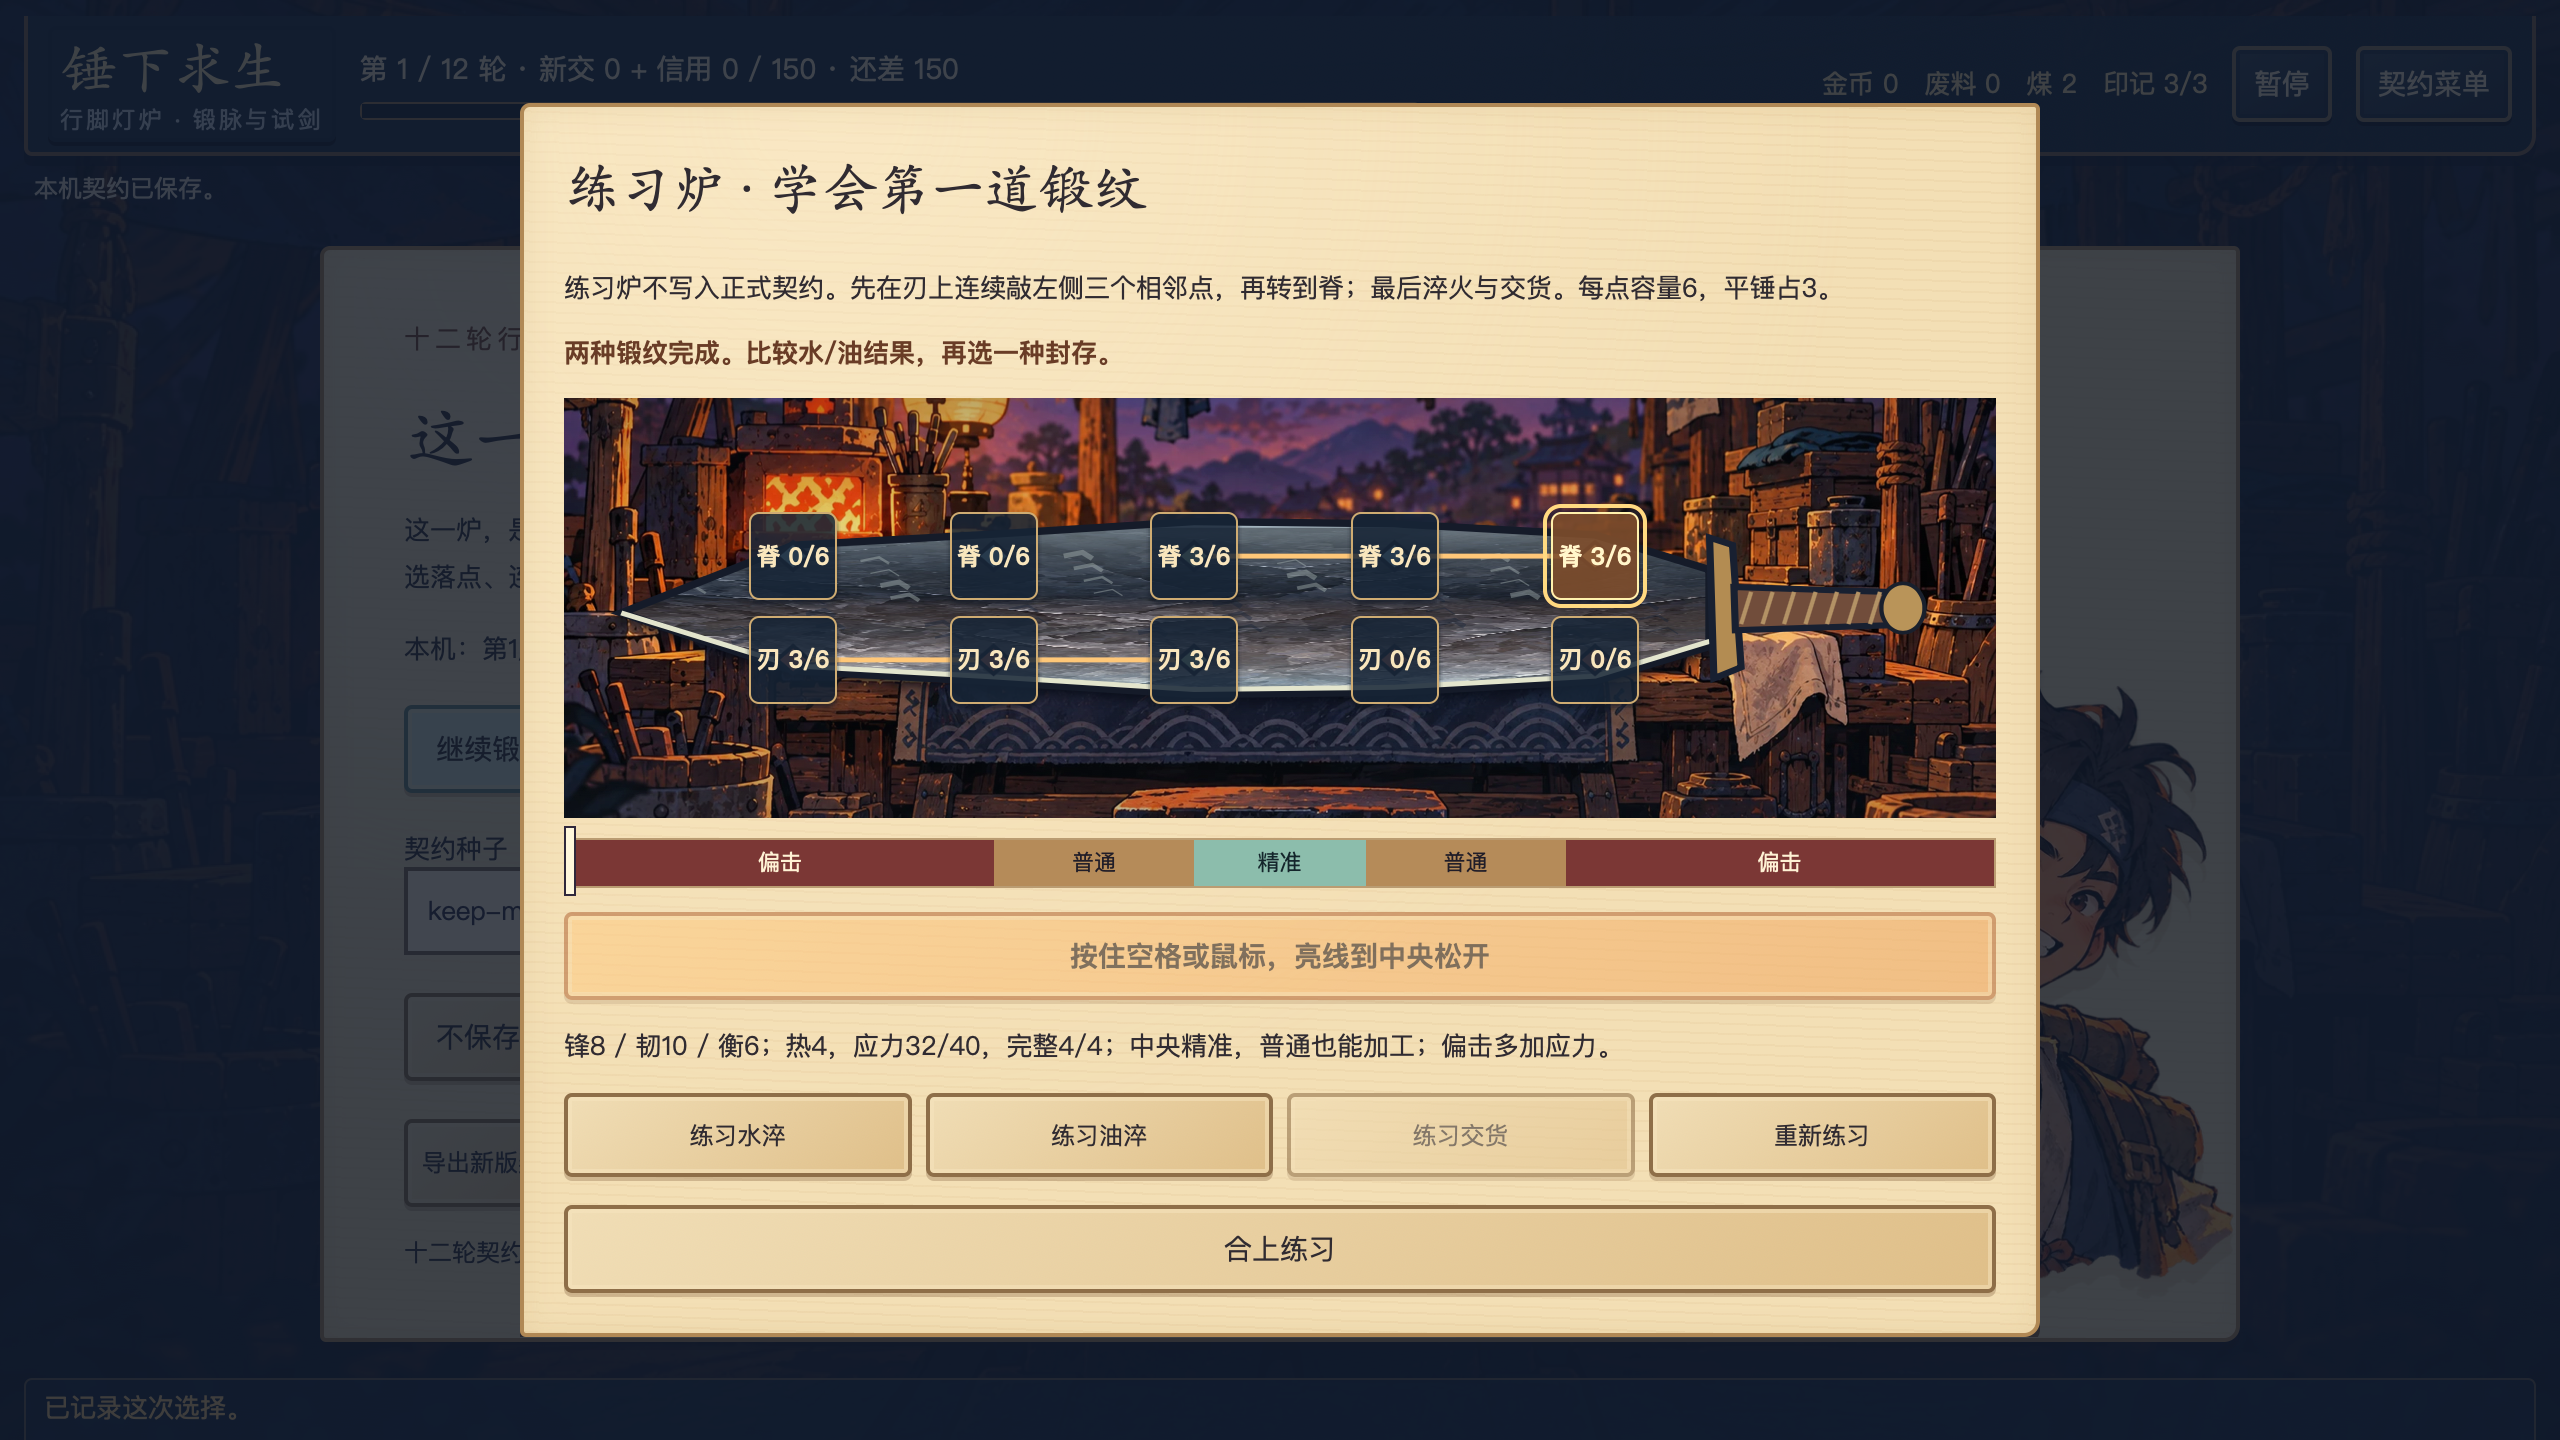 锤下求生
行脚灯炉 · 锻脉与试剑
第 1 / 12 轮 · 新交 0 + 信用 0 / 150 · 还差 150
金币 0 废料 0 煤 2 印记 3/3
暂停
契约菜单
本机契约已保存。
十二轮行
这一
这一炉，是
选落点、连
本机：第1
继续锻
契约种子
keep-m
不保存
导出新版
十二轮契约
练习炉 · 学会第一道锻纹
练习炉不写入正式契约。先在刃上连续敲左侧三个相邻点，再转到脊；最后淬火与交货。每点容量6，平锤占3。
两种锻纹完成。比较水/油结果，再选一种封存。
脊 0/6 脊 0/6 脊 3/6 脊 3/6 脊 3/6
刃 3/6 刃 3/6 刃 3/6 刃 0/6 刃 0/6
偏击 普通 精准 普通 偏击
按住空格或鼠标，亮线到中央松开
锋8 / 韧10 / 衡6；热4，应力32/40，完整4/4；中央精准，普通也能加工；偏击多加应力。
练习水淬 练习油淬 练习交货 重新练习
合上练习
已记录这次选择。